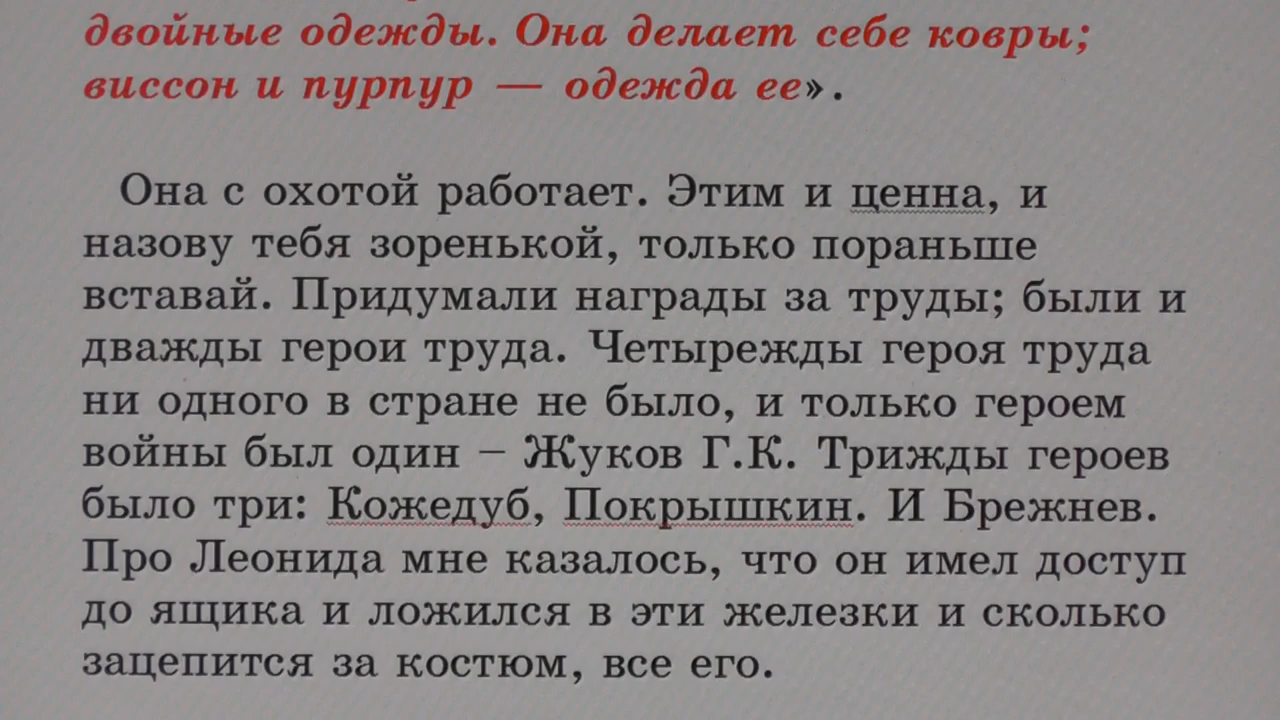 двойные одежды. Она делает себе ковры;
виссон и пурпур — одежда ее».
Она с охотой работает. Этим и ценна, и
назову тебя зоренькой, только пораньше
вставай. Придумали награды за труды; были и
дважды герои труда. Четырежды героя труда
ни одного в стране не было, и только героем
войны был один – Жуков Г.К. Трижды героев
было три: Кожедуб, Покрышкин. И Брежнев.
Про Леонида мне казалось, что он имел доступ
до ящика и ложился в эти железки и сколько
зацепится за костюм, все его.